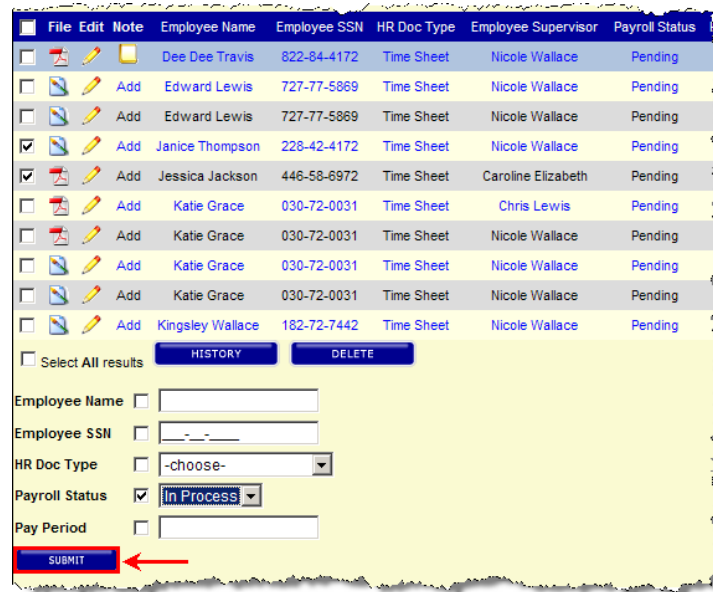 File Edit Note Employee Name Employee SSN HR Doc Type Employee Supervisor Payroll Status
Dee Dee Travis 822-84-4172 Time Sheet Nicole Wallace Pending
Add Edward Lewis 727-77-5869 Time Sheet Nicole Wallace Pending
Add Edward Lewis 727-77-5869 Time Sheet Nicole Wallace Pending
Add Janice Thompson 228-42-4172 Time Sheet Nicole Wallace Pending
Add Jessica Jackson 446-58-6972 Time Sheet Caroline Elizabeth Pending
Add Katie Grace 030-72-0031 Time Sheet Chris Lewis Pending
Add Katie Grace 030-72-0031 Time Sheet Nicole Wallace Pending
Add Katie Grace 030-72-0031 Time Sheet Nicole Wallace Pending
Add Katie Grace 030-72-0031 Time Sheet Nicole Wallace Pending
Add Kingsley Wallace 182-72-7442 Time Sheet Nicole Wallace Pending
Select All results HISTORY DELETE
Employee Name
Employee SSN ___-__-____
HR Doc Type -choose-
Payroll Status In Process
Pay Period
SUBMIT